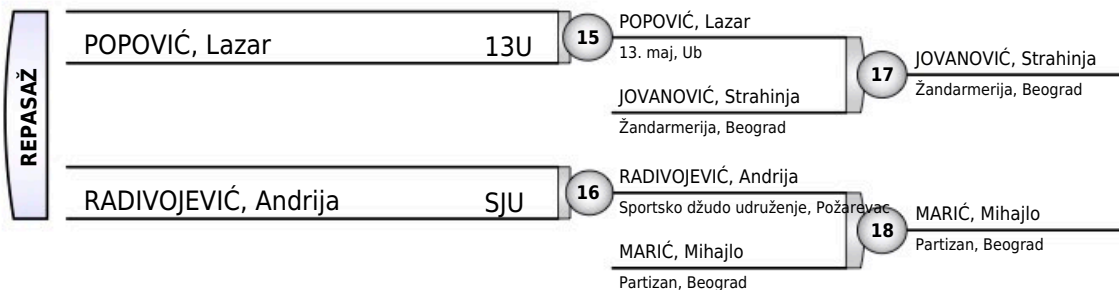 REPASAŽ
POPOVIĆ, Lazar 13U
15
POPOVIĆ, Lazar
13. maj, Ub
JOVANOVIĆ, Strahinja
Žandarmerija, Beograd
17
JOVANOVIĆ, Strahinja
Žandarmerija, Beograd
RADIVOJEVIĆ, Andrija SJU
16
RADIVOJEVIĆ, Andrija
Sportsko džudo udruženje, Požarevac
MARIĆ, Mihajlo
Partizan, Beograd
18
MARIĆ, Mihajlo
Partizan, Beograd